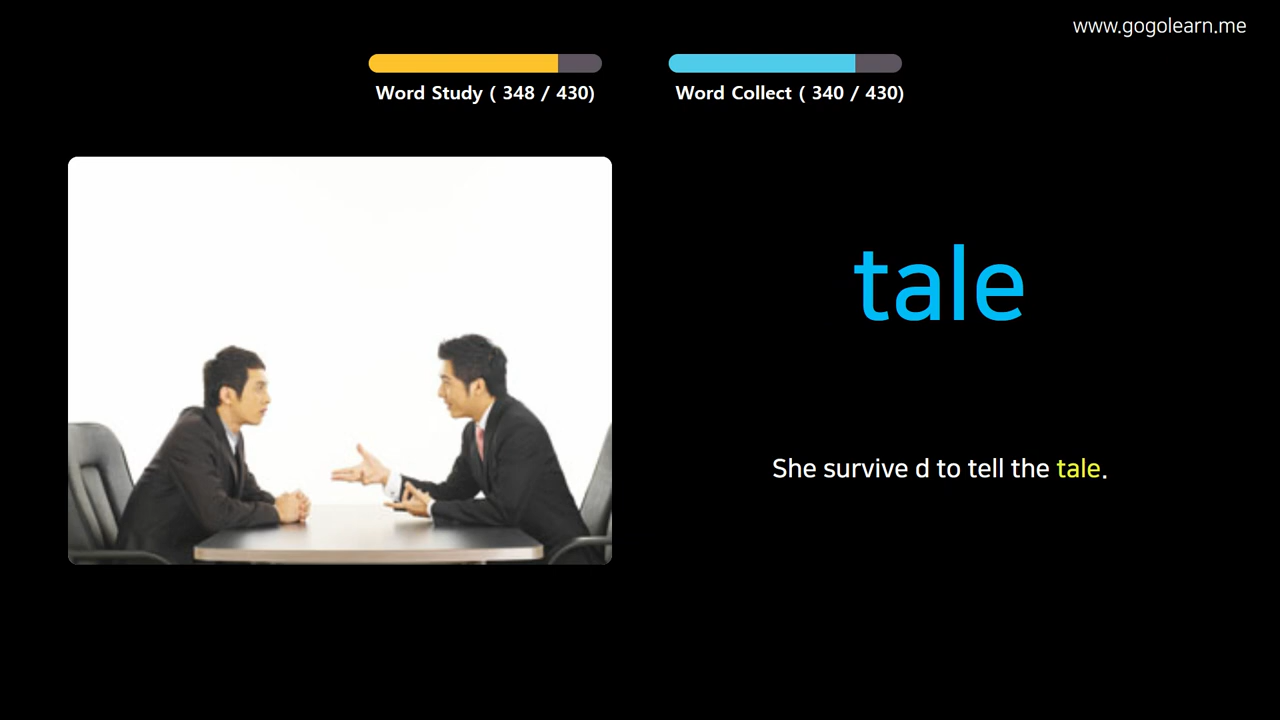 www.gogolearn.me
Word Study ( 348 / 430)
Word Collect ( 340 / 430)
tale
She survive d to tell the tale.